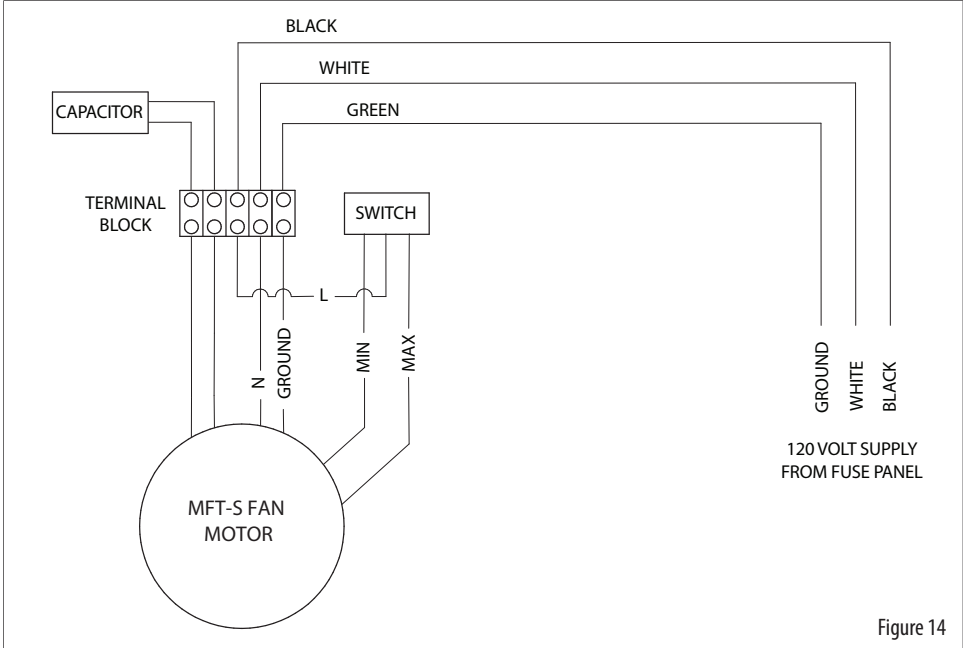 BLACK
WHITE
GREEN
CAPACITOR
TERMINAL
BLOCK
SWITCH
L
N
GROUND
MIN
MAX
GROUND
WHITE
BLACK
120 VOLT SUPPLY
FROM FUSE PANEL
MFT-S FAN
MOTOR
Figure 14